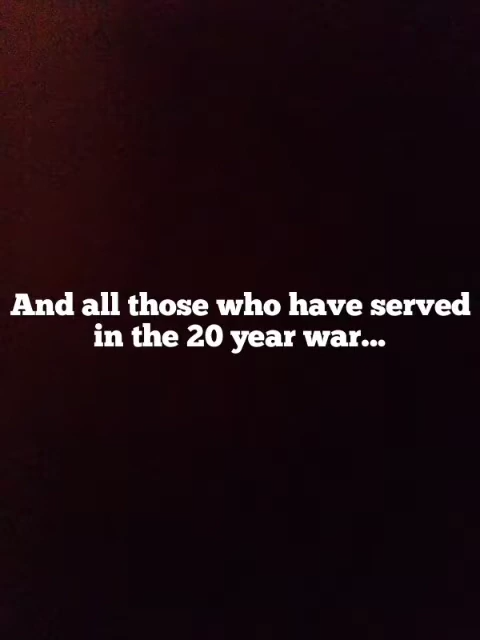 And all those who have served
in the 20 year war...